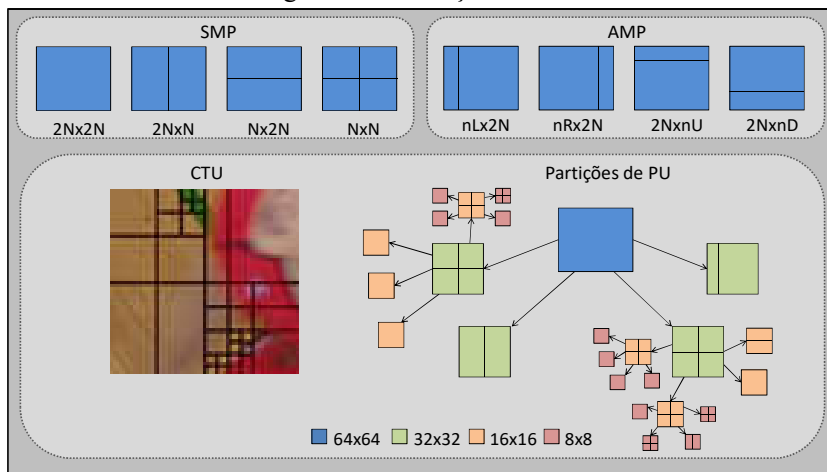 SMP
AMP
2Nx2N
2NxN
Nx2N
NxN
nLx2N
nRx2N
2NxnU
2NxnD
CTU
Partições de PU
64x64
32x32
16x16
8x8